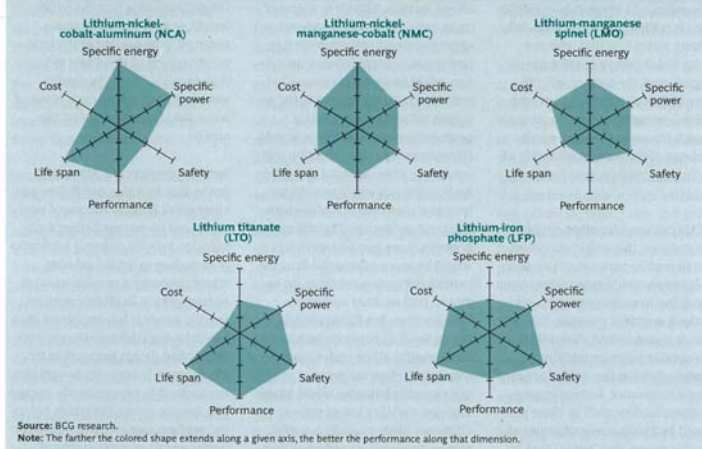 Lithium-nickel-
cobalt-aluminum (NCA)
Specific energy
Cost
Specific
power
Life span
Safety
Performance
Lithium-nickel-
manganese-cobalt (NMC)
Specific energy
Cost
Specific
power
Life span
Safety
Performance
Lithium-manganese
spinel (LMO)
Specific energy
Cost
Specific
power
Life span
Safety
Performance
Lithium titanate
(LTO)
Specific energy
Cost
Specific
power
Life span
Safety
Performance
Lithium-iron
phosphate (LFP)
Specific energy
Cost
Specific
power
Life span
Safety
Performance
Source: BCG research.
Note: The farther the colored shape extends along a given axis, the better the performance along that dimension.